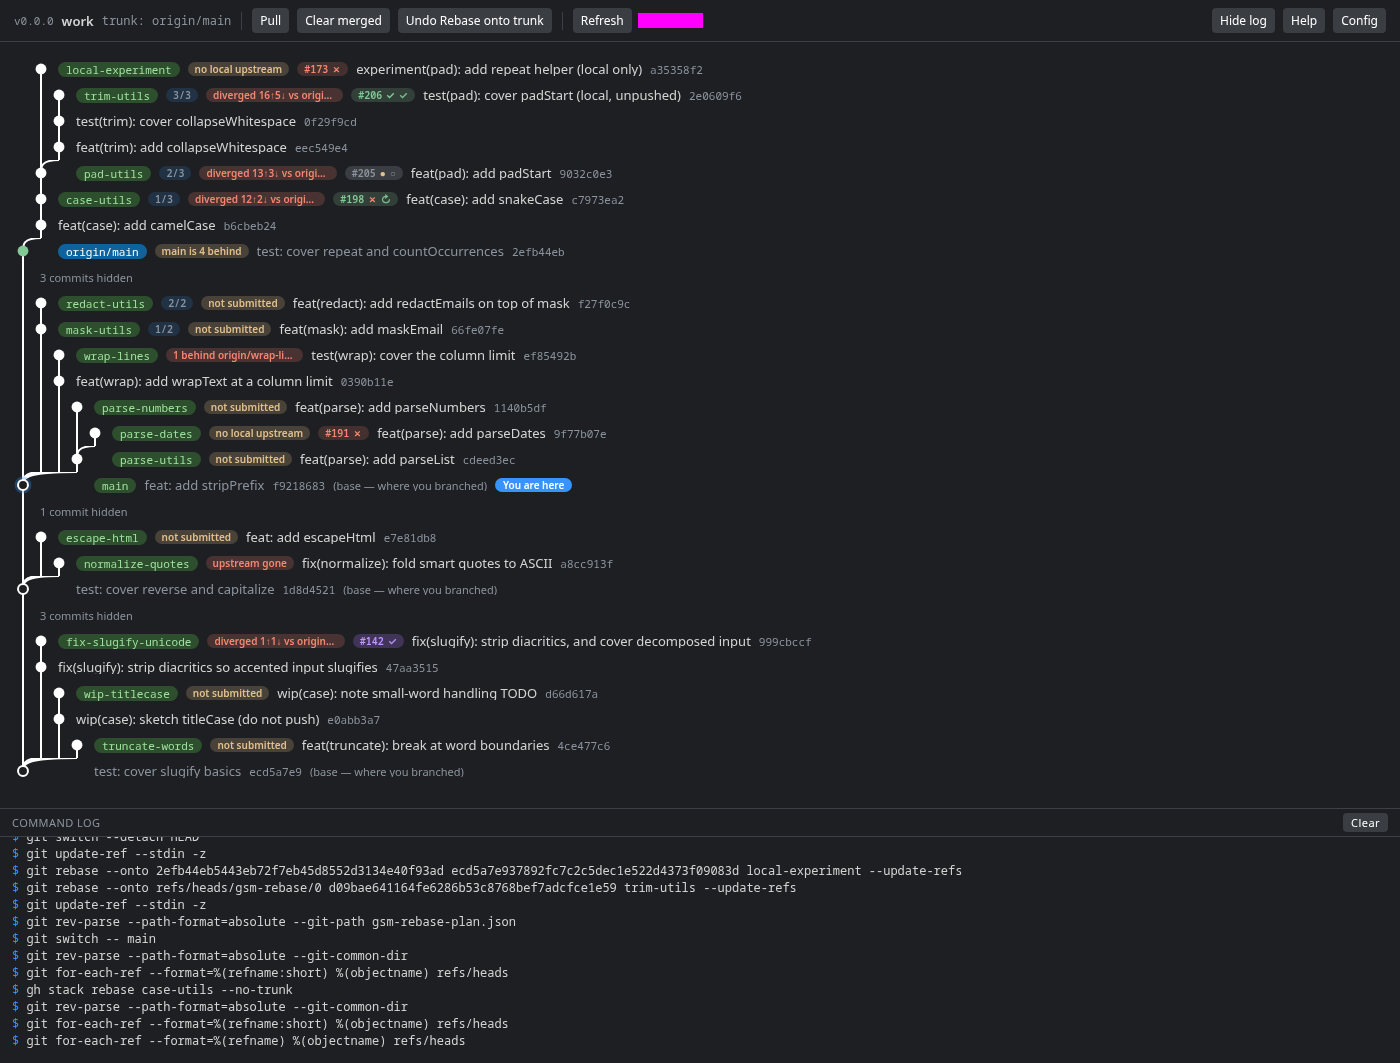 v0.0.0 work trunk: origin/main Pull Clear merged Undo Rebase onto trunk Refresh Hide log Help Config
local-experiment no local upstream #173 × experiment(pad): add repeat helper (local only) a35358f2
trim-utils 3/3 diverged 16↑5↓ vs origi... #206 ✓ ✓ test(pad): cover padStart (local, unpushed) 2e0609f6
test(trim): cover collapseWhitespace 0f29f9cd
feat(trim): add collapseWhitespace eec549e4
pad-utils 2/3 diverged 13↑3↓ vs origi... #205 ● ○ feat(pad): add padStart 9032c0e3
case-utils 1/3 diverged 12↑2↓ vs origi... #198 × ↻ feat(case): add snakeCase c7973ea2
feat(case): add camelCase b6cbeb24
origin/main main is 4 behind test: cover repeat and countOccurrences 2efb44eb
3 commits hidden
redact-utils 2/2 not submitted feat(redact): add redactEmails on top of mask f27f0c9c
mask-utils 1/2 not submitted feat(mask): add maskEmail 66fe07fe
wrap-lines 1 behind origin/wrap-li... test(wrap): cover the column limit ef85492b
feat(wrap): add wrapText at a column limit 0390b11e
parse-numbers not submitted feat(parse): add parseNumbers 1140b5df
parse-dates no local upstream #191 × feat(parse): add parseDates 9f77b07e
parse-utils not submitted feat(parse): add parseList cdeed3ec
main feat: add stripPrefix f9218683 (base — where you branched) You are here
1 commit hidden
escape-html not submitted feat: add escapeHtml e7e81db8
normalize-quotes upstream gone fix(normalize): fold smart quotes to ASCII a8cc913f
test: cover reverse and capitalize 1d8d4521 (base — where you branched)
3 commits hidden
fix-slugify-unicode diverged 1↑1↓ vs origin... #142 ✓ fix(slugify): strip diacritics, and cover decomposed input 999cbccf
fix(slugify): strip diacritics so accented input slugifies 47aa3515
wip-titlecase not submitted wip(case): note small-word handling TODO d66d617a
wip(case): sketch titleCase (do not push) e0abb3a7
truncate-words not submitted feat(truncate): break at word boundaries 4ce477c6
test: cover slugify basics ecd5a7e9 (base — where you branched)
COMMAND LOG Clear
$ git switch --detach HEAD
$ git update-ref --stdin -z
$ git rebase --onto 2efb44eb5443eb72f7eb45d8552d3134e40f93ad ecd5a7e937892fc7c2c5dec1e522d4373f09083d local-experiment --update-refs
$ git rebase --onto refs/heads/gsm-rebase/0 d09bae641164fe6286b53c8768bef7adcfce1e59 trim-utils --update-refs
$ git update-ref --stdin -z
$ git rev-parse --path-format=absolute --git-path gsm-rebase-plan.json
$ git switch -- main
$ git rev-parse --path-format=absolute --git-common-dir
$ git for-each-ref --format=%(refname:short) %(objectname) refs/heads
$ gh stack rebase case-utils --no-trunk
$ git rev-parse --path-format=absolute --git-common-dir
$ git for-each-ref --format=%(refname:short) %(objectname) refs/heads
$ git for-each-ref --format=%(refname) %(objectname) refs/heads